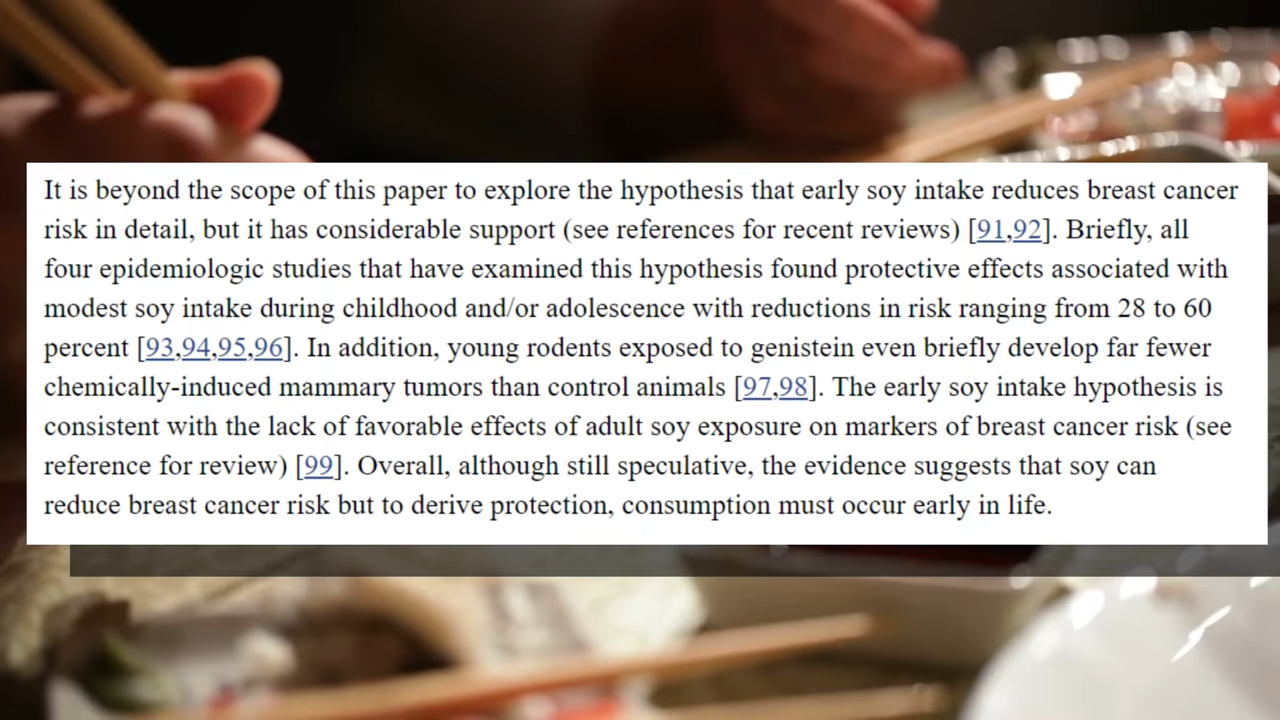 It is beyond the scope of this paper to explore the hypothesis that early soy intake reduces breast cancer
risk in detail, but it has considerable support (see references for recent reviews) [91,92]. Briefly, all
four epidemiologic studies that have examined this hypothesis found protective effects associated with
modest soy intake during childhood and/or adolescence with reductions in risk ranging from 28 to 60
percent [93,94,95,96]. In addition, young rodents exposed to genistein even briefly develop far fewer
chemically-induced mammary tumors than control animals [97,98]. The early soy intake hypothesis is
consistent with the lack of favorable effects of adult soy exposure on markers of breast cancer risk (see
reference for review) [99]. Overall, although still speculative, the evidence suggests that soy can
reduce breast cancer risk but to derive protection, consumption must occur early in life.